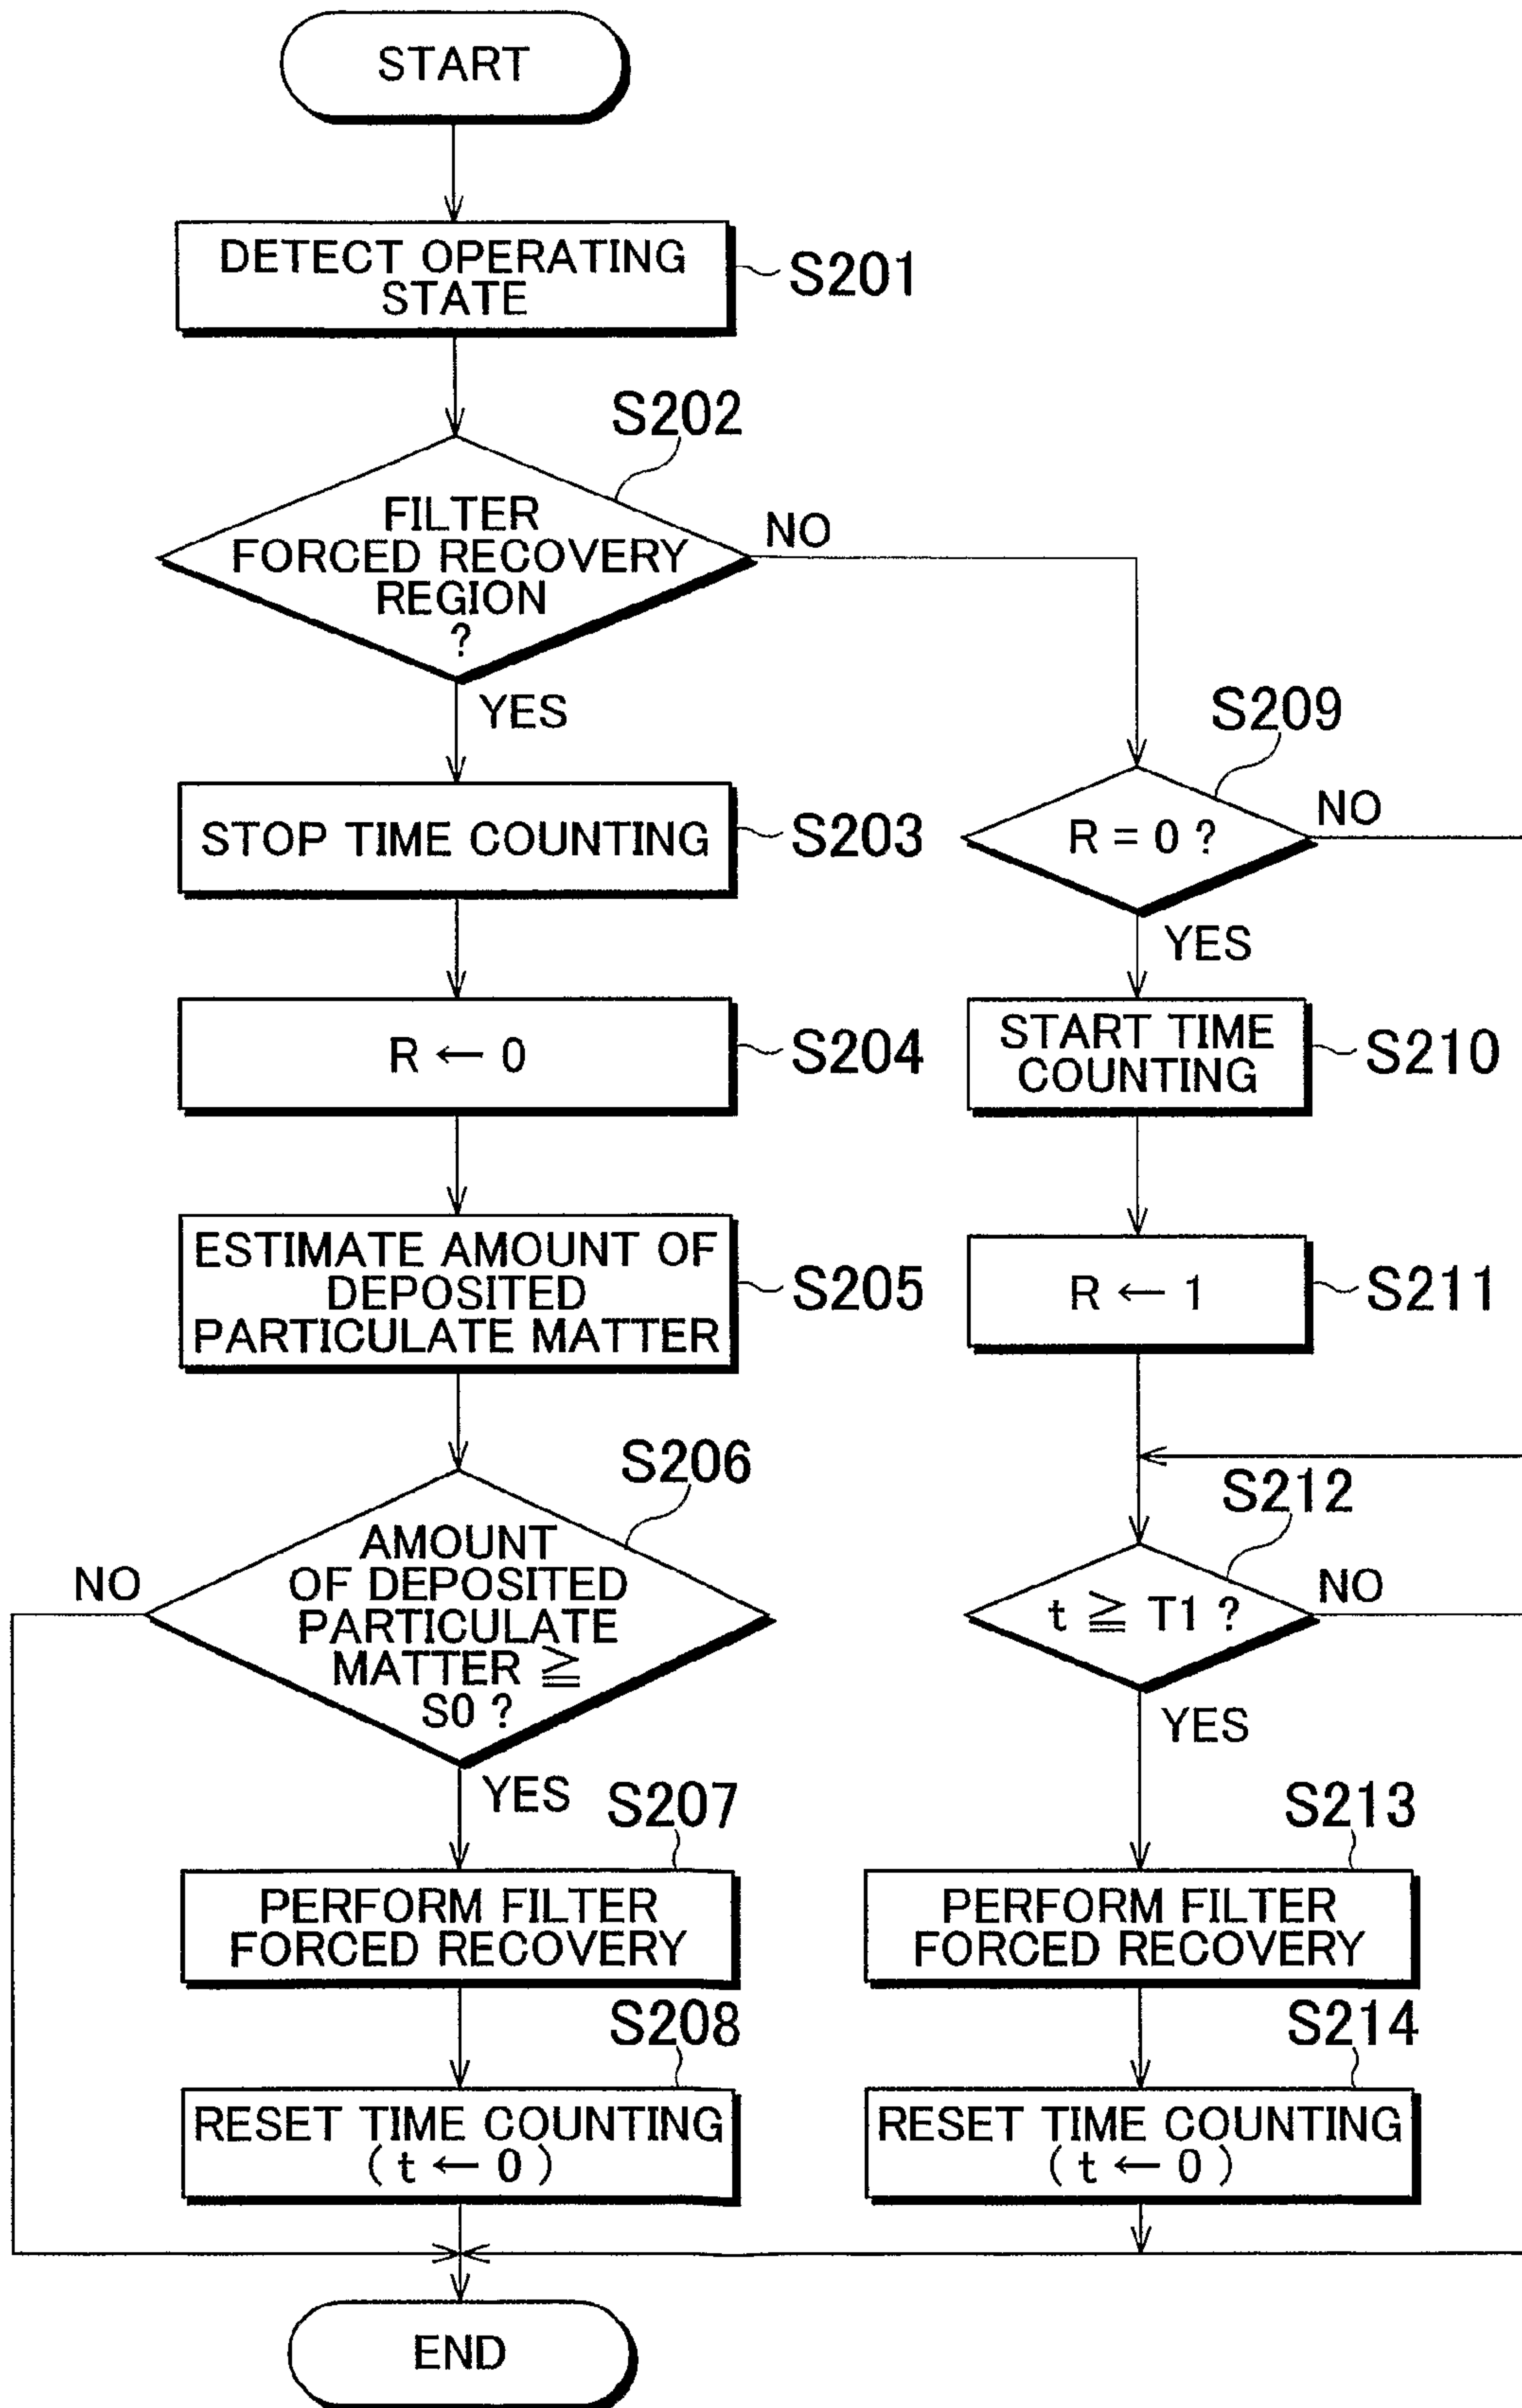 START
DETECT OPERATING
STATE
S201
S202
FILTER
FORCED RECOVERY
REGION
?
NO
YES
STOP TIME COUNTING
S203
R ← 0
S204
ESTIMATE AMOUNT OF
DEPOSITED
PARTICULATE MATTER
S205
S206
AMOUNT
OF DEPOSITED
PARTICULATE
MATTER ≧
S0 ?
NO
YES
S207
PERFORM FILTER
FORCED RECOVERY
S208
RESET TIME COUNTING
( t ← 0 )
S209
R = 0 ?
NO
YES
START TIME
COUNTING
S210
R ← 1
S211
S212
t ≧ T1 ?
NO
YES
S213
PERFORM FILTER
FORCED RECOVERY
S214
RESET TIME COUNTING
( t ← 0 )
END